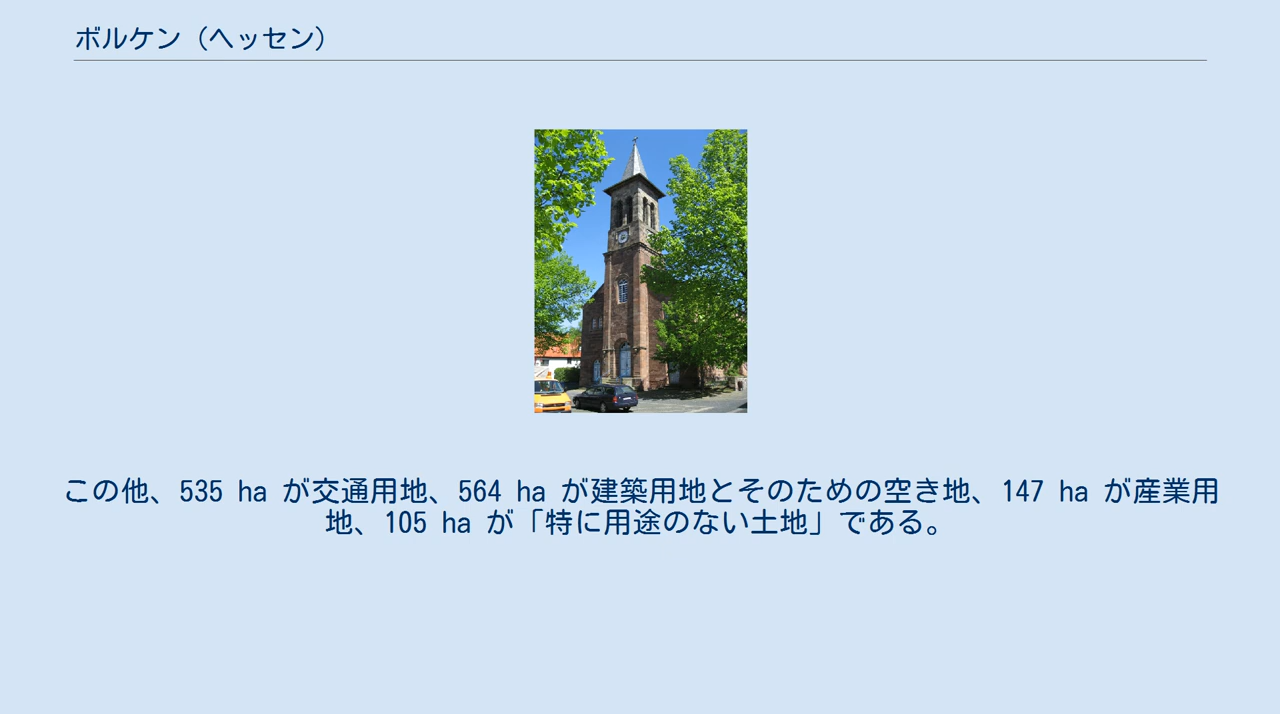 ボルケン（ヘッセン）
この他、535 ha が交通用地、564 ha が建築用地とそのための空き地、147 ha が産業用
地、105 ha が「特に用途のない土地」である。